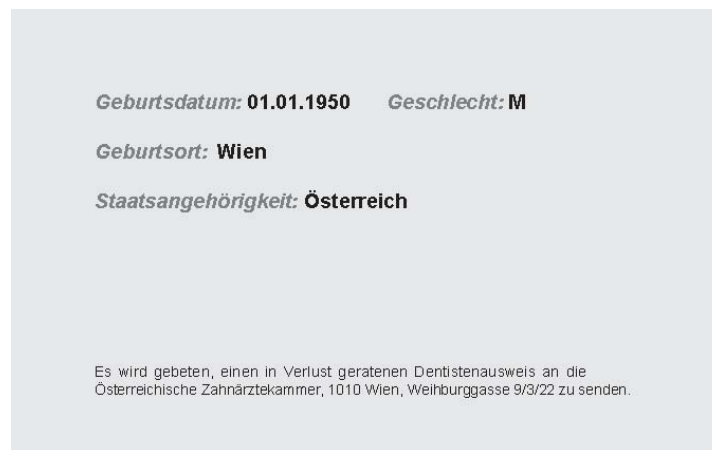 Geburtsdatum: 01.01.1950 Geschlecht: M
Geburtsort: Wien
Staatsangehörigkeit: Österreich
Es wird gebeten, einen in Verlust geratenen Dentistenausweis an die
Österreichische Zahnärztekammer, 1010 Wien, Weihburggasse 9/3/22 zu senden.